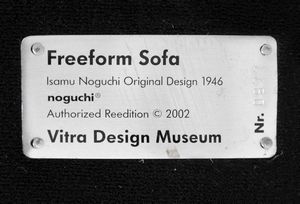 Freeform Sofa
Isamu Noguchi Original Design 1946
noguchi®
Authorized Reedition © 2002
Vitra Design Museum
Nr.